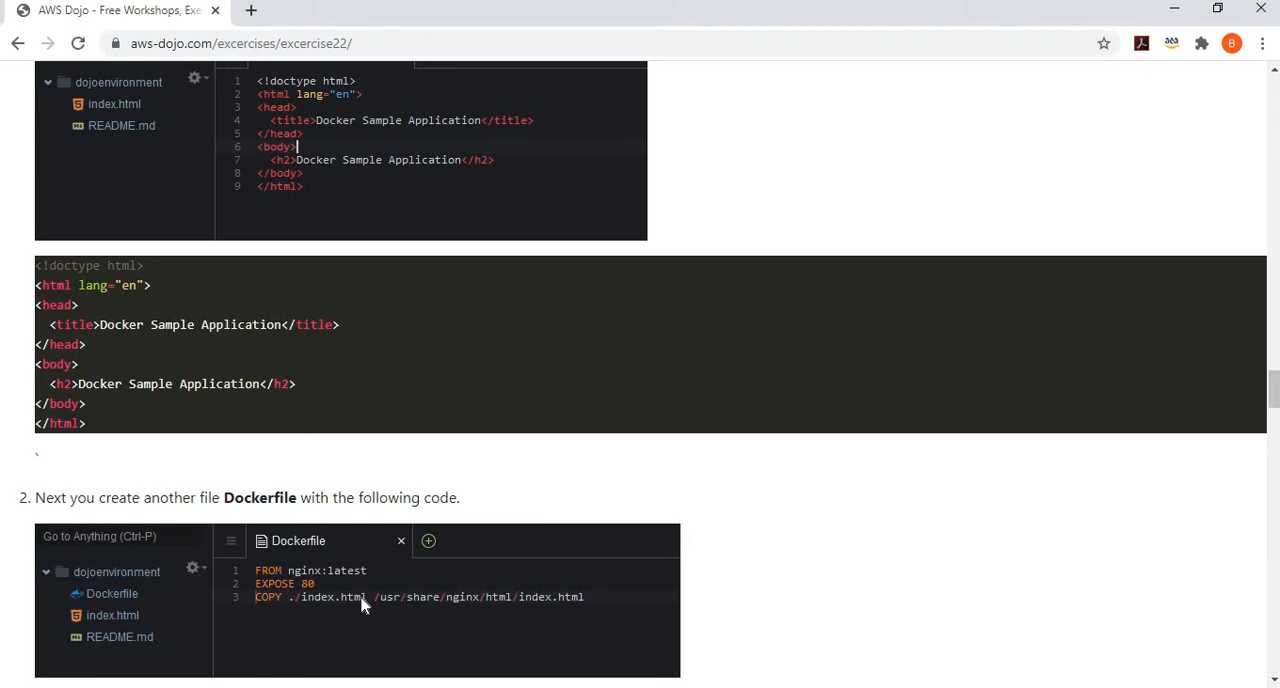 AWS Dojo - Free Workshops, Exe
aws-dojo.com/excercises/excercise22/
B
dojoenvironment
index.html
README.md
1 <!doctype html>
2 <html lang="en">
3 <head>
4 <title>Docker Sample Application</title>
5 </head>
6 <body>
7 <h2>Docker Sample Application</h2>
8 </body>
9 </html>
<!doctype html>
<html lang="en">
<head>
<title>Docker Sample Application</title>
</head>
<body>
<h2>Docker Sample Application</h2>
</body>
</html>
`
2. Next you create another file Dockerfile with the following code.
Go to Anything (Ctrl-P)
Dockerfile
dojoenvironment
Dockerfile
index.html
README.md
1 FROM nginx:latest
2 EXPOSE 80
3 COPY ./index.html /usr/share/nginx/html/index.html